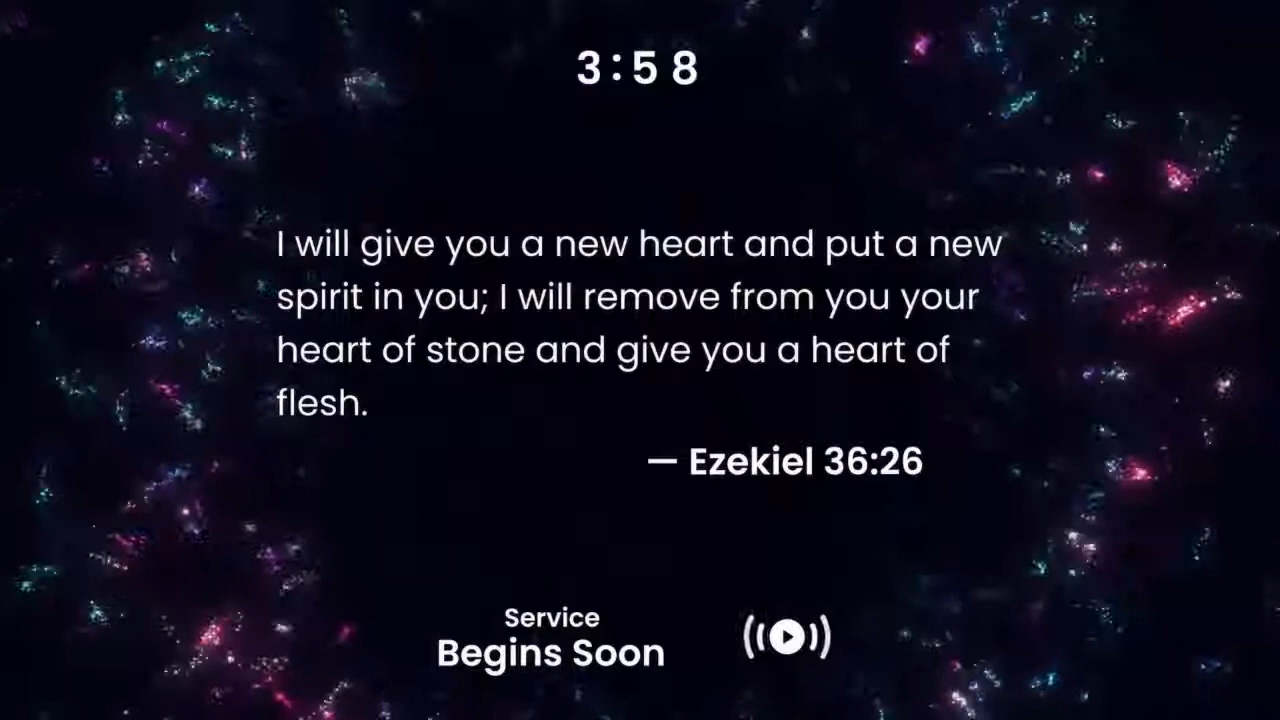 3:58
I will give you a new heart and put a new
spirit in you; I will remove from you your
heart of stone and give you a heart of
flesh.
— Ezekiel 36:26
Service
Begins Soon